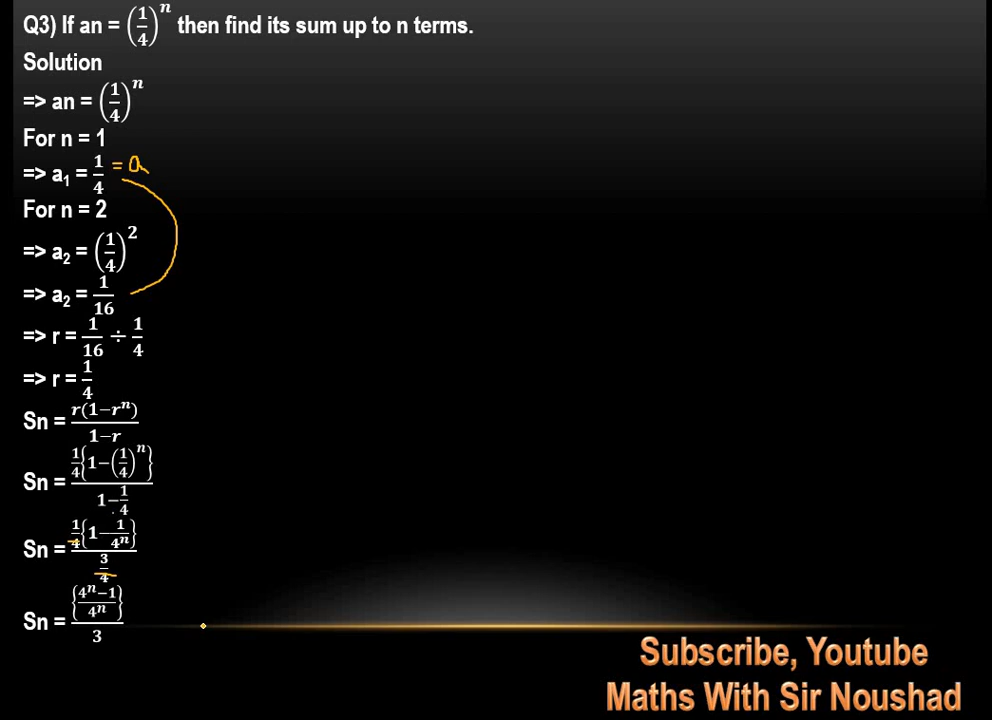 Q3) If an = (1/4)^n then find its sum up to n terms.
Solution
=> an = (1/4)^n
For n = 1
=> a₁ = 1/4 = a
For n = 2
=> a₂ = (1/4)^2
=> a₂ = 1/16
=> r = 1/16 ÷ 1/4
=> r = 1/4
Sn = r(1−r^n)/1−r
Sn = 1/4{1−(1/4)^n}/1−1/4
Sn = 1/4{1−1/4^n}/3/4
Sn = {4^n−1/4^n}/3
Subscribe, Youtube
Maths With Sir Noushad